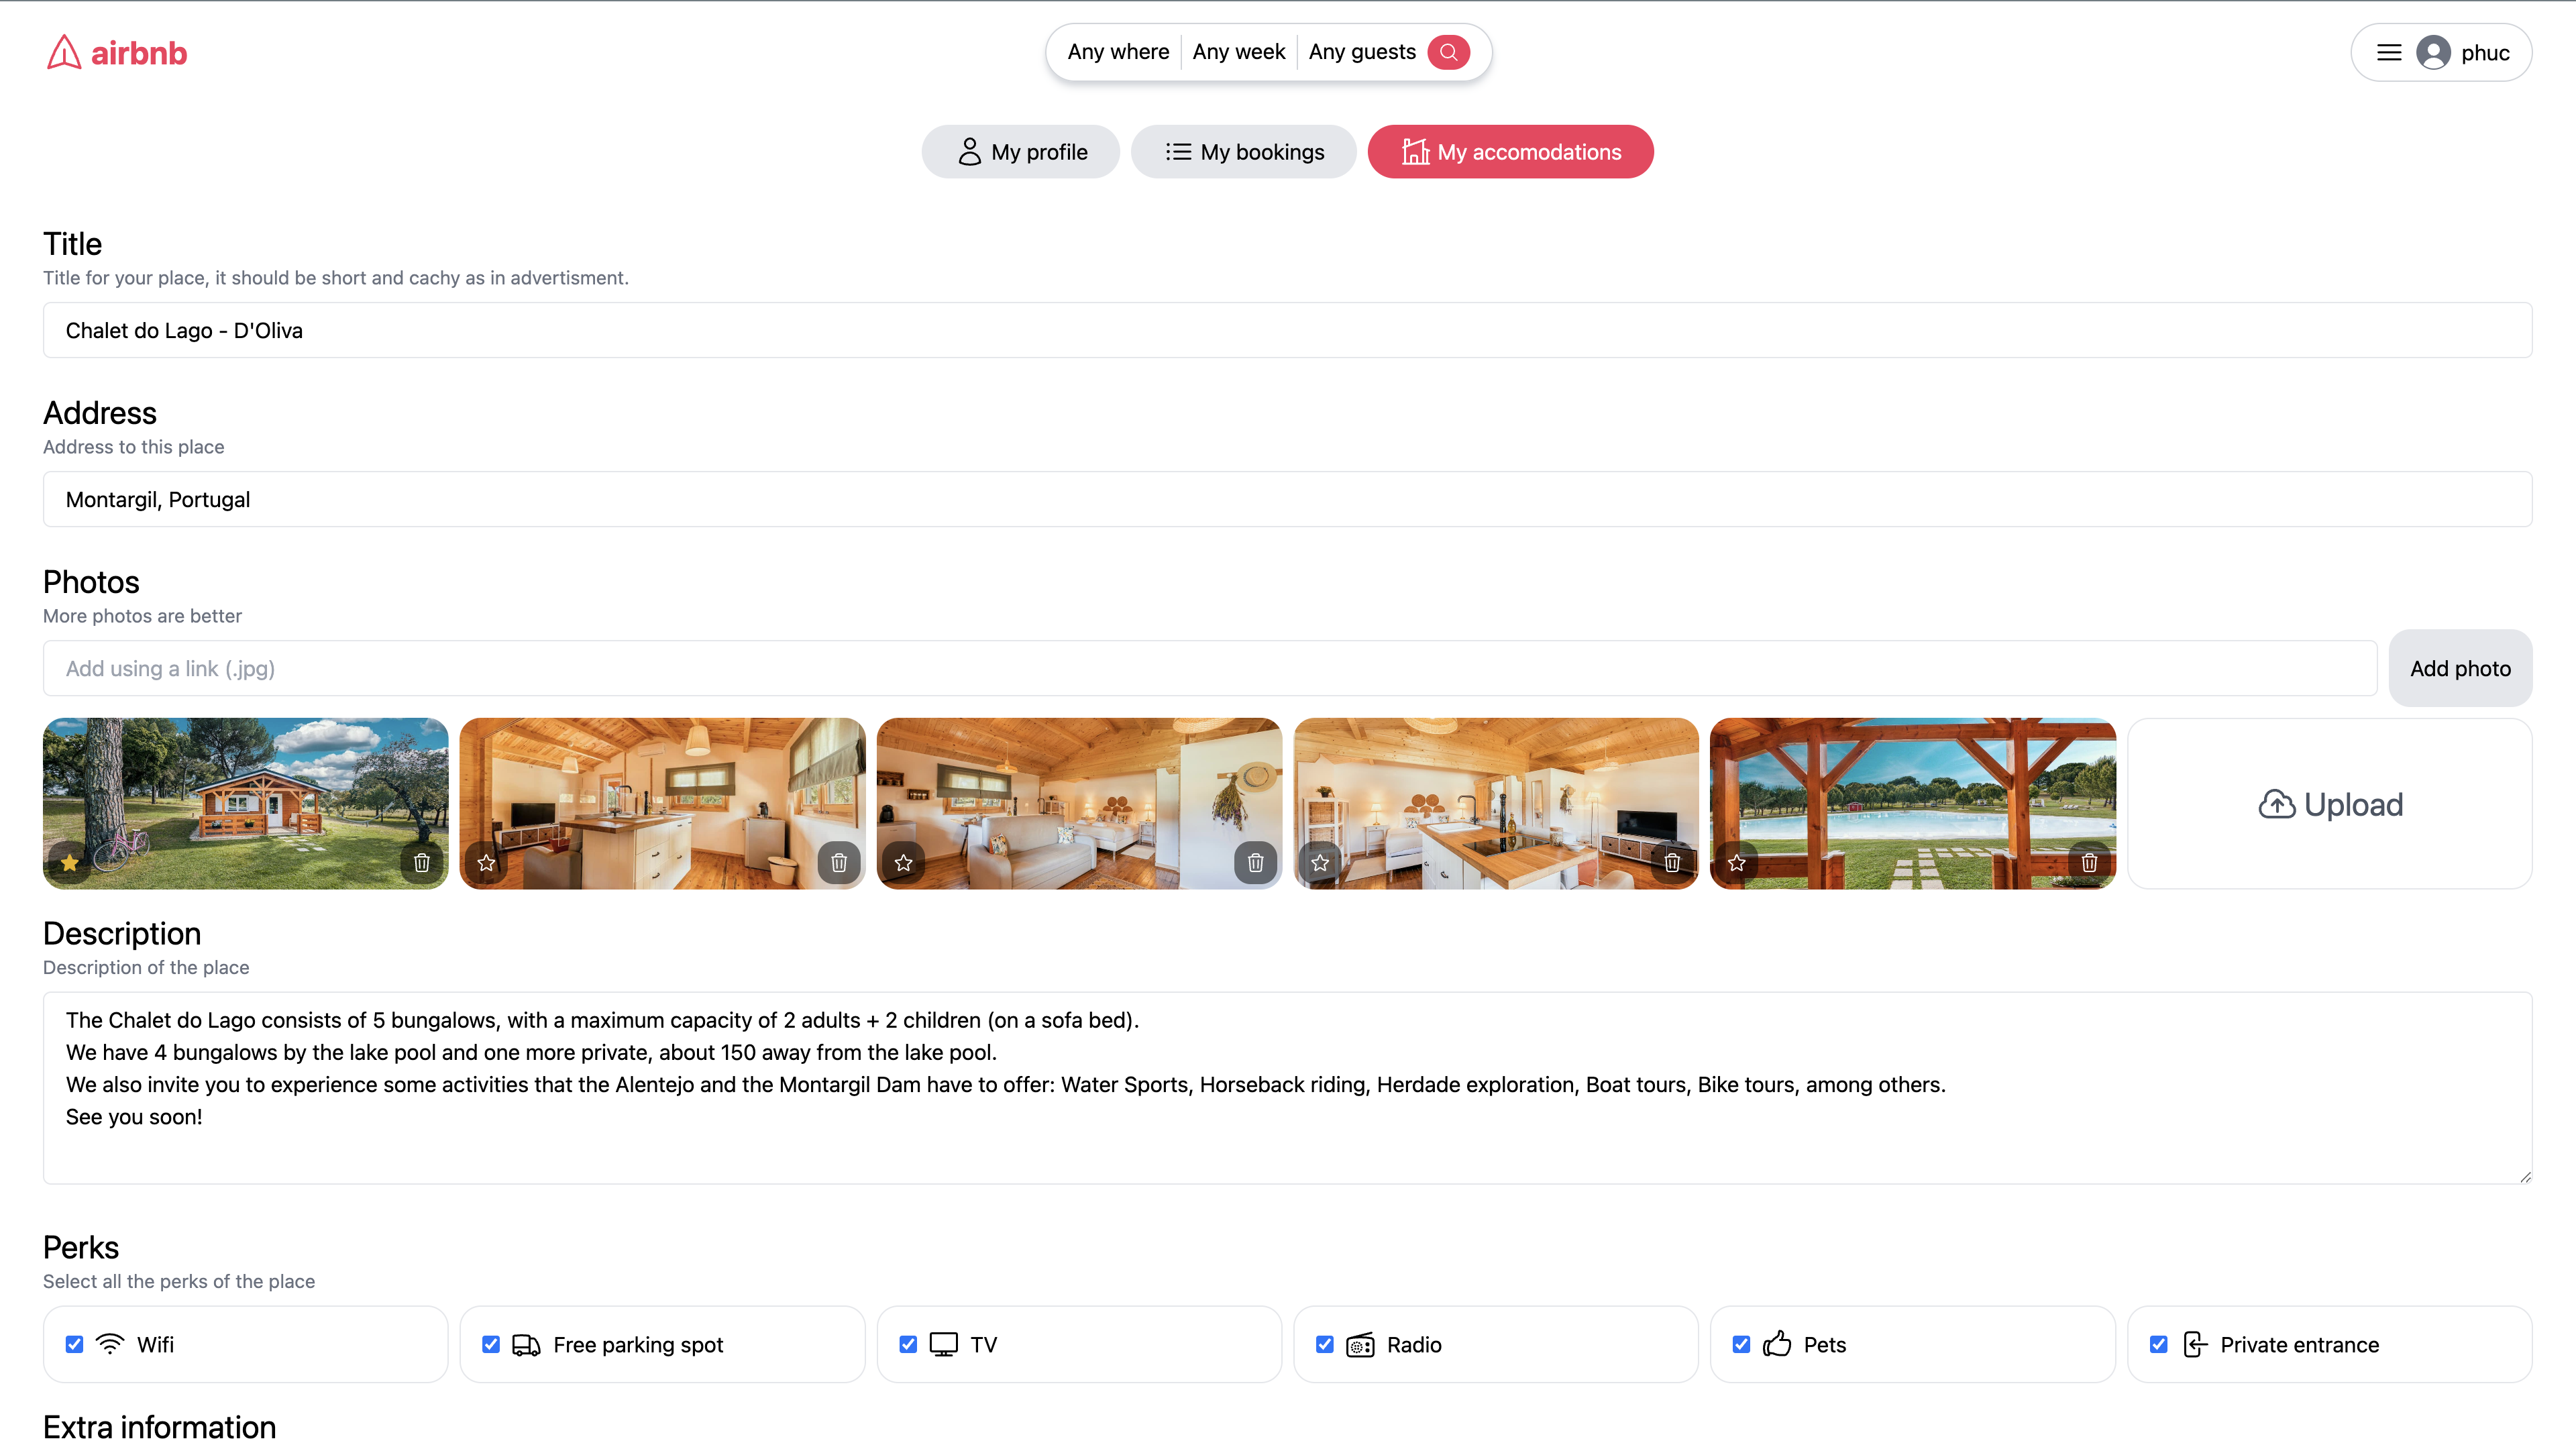 airbnb
Any where Any week Any guests
phuc
My profile My bookings My accomodations
Title
Title for your place, it should be short and cachy as in advertisment.
Chalet do Lago - D'Oliva
Address
Address to this place
Montargil, Portugal
Photos
More photos are better
Add using a link (.jpg) Add photo
Upload
Description
Description of the place
The Chalet do Lago consists of 5 bungalows, with a maximum capacity of 2 adults + 2 children (on a sofa bed).
We have 4 bungalows by the lake pool and one more private, about 150 away from the lake pool.
We also invite you to experience some activities that the Alentejo and the Montargil Dam have to offer: Water Sports, Horseback riding, Herdade exploration, Boat tours, Bike tours, among others.
See you soon!
Perks
Select all the perks of the place
Wifi Free parking spot TV Radio Pets Private entrance
Extra information